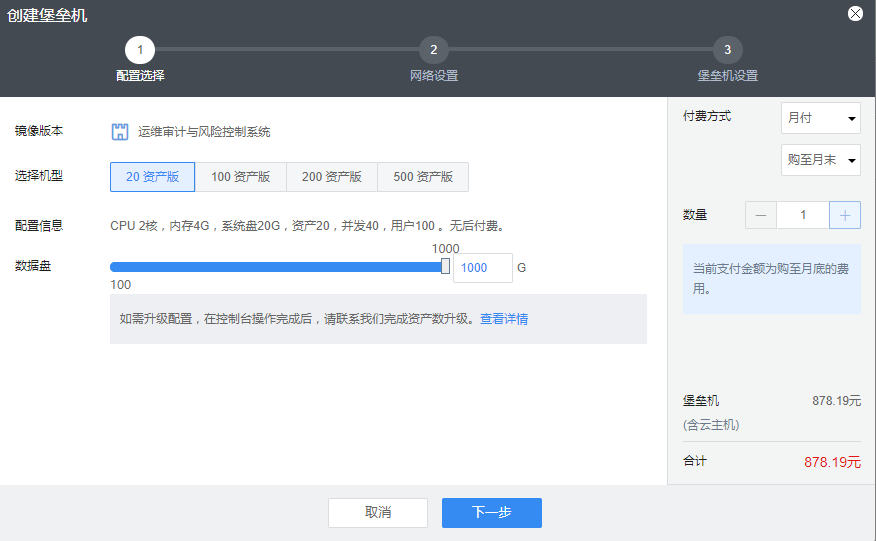 创建堡垒机
1
2
3
配置选择
网络设置
堡垒机设置
镜像版本
运维审计与风险控制系统
选择机型
20 资产版
100 资产版
200 资产版
500 资产版
配置信息
CPU 2核，内存4G，系统盘20G，资产20，并发40，用户100 。无后付费。
数据盘
1000
1000
G
100
如需升级配置，在控制台操作完成后，请联系我们完成资产数升级。查看详情
付费方式
月付
购至月末
数量
1
当前支付金额为购至月底的费
用。
堡垒机
878.19元
(含云主机)
合计
878.19元
取消
下一步